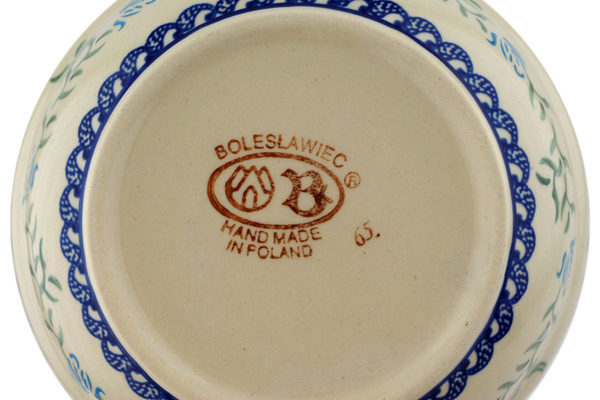 BOLESŁAWIEC
B ®
HAND MADE
IN POLAND
65.